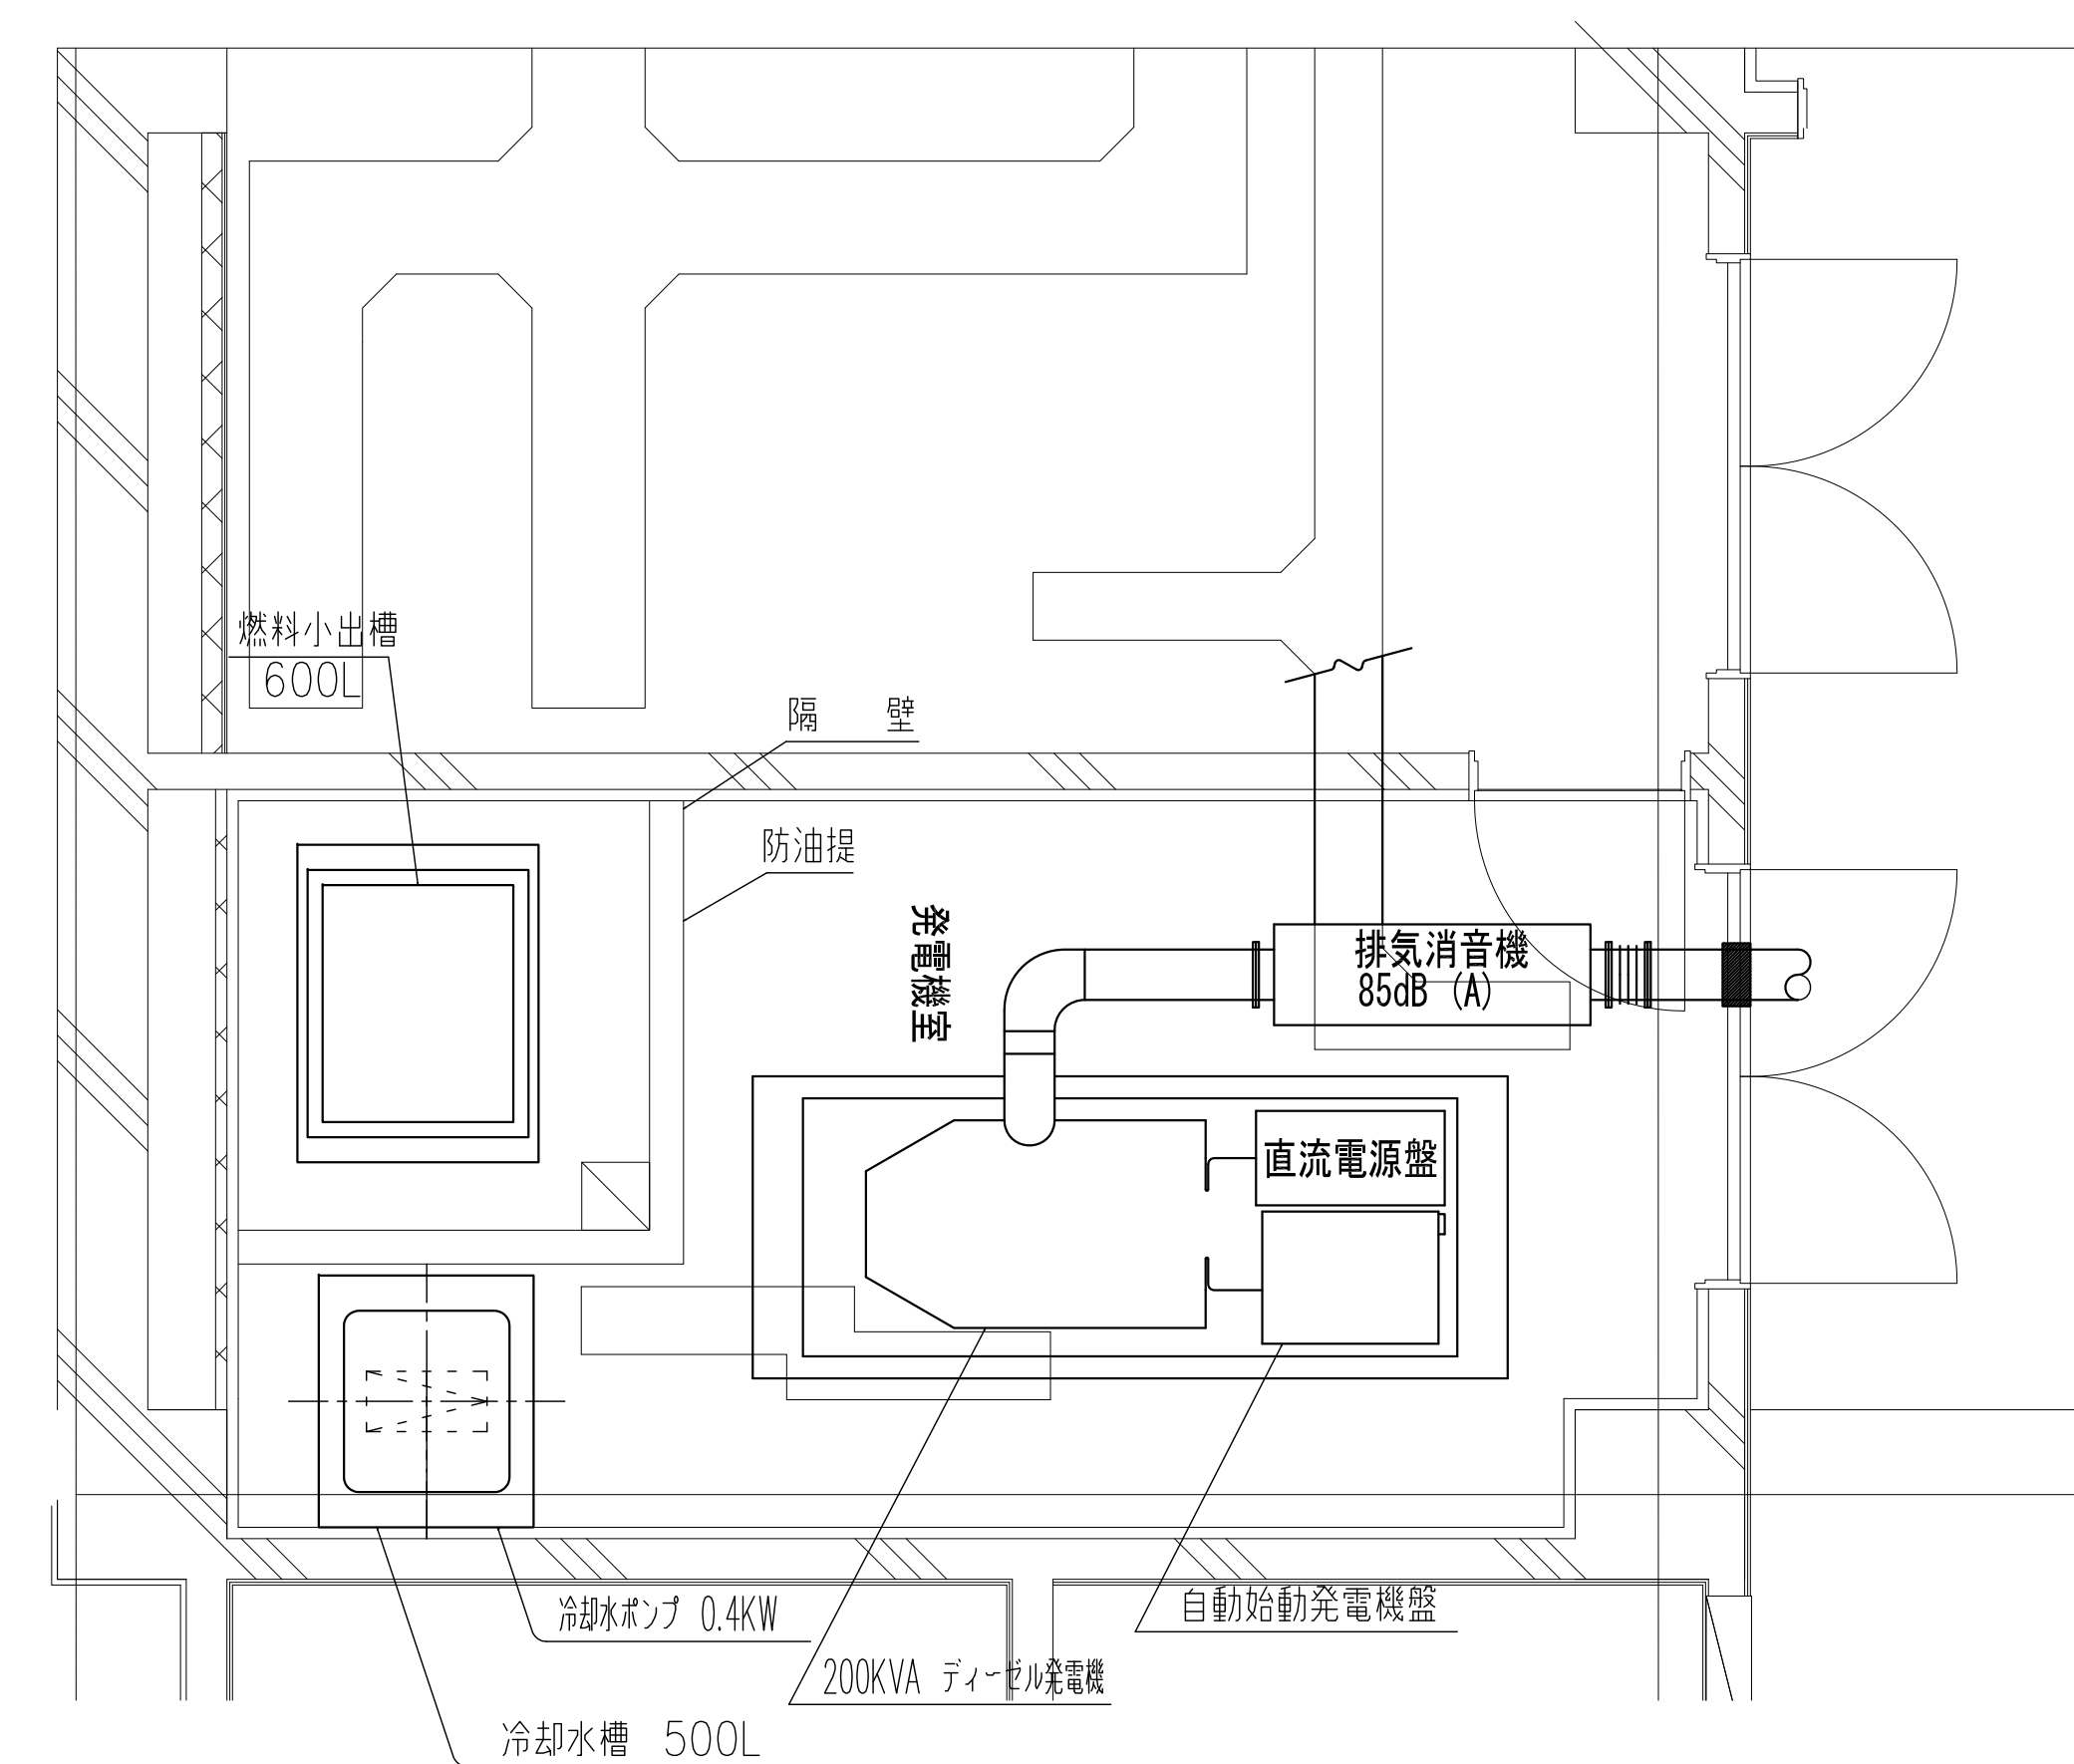 燃料小出槽
600L
隔 壁
防油提
発電機室
排気消音機
85dB (A)
直流電源盤
冷却水ポンプ 0.4KW
自動始動発電機盤
200KVA ディーゼル発電機
冷却水槽 500L